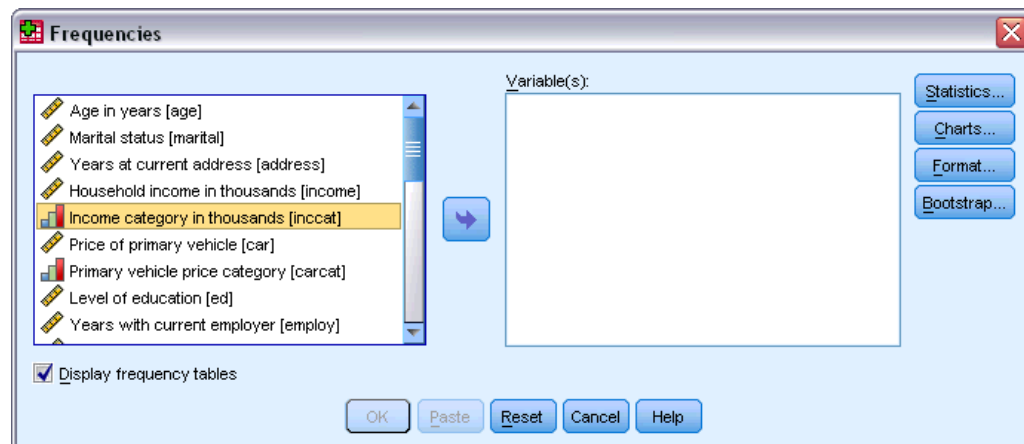 Frequencies
Variable(s):
Age in years [age]
Marital status [marital]
Years at current address [address]
Household income in thousands [income]
Income category in thousands [inccat]
Price of primary vehicle [car]
Primary vehicle price category [carcat]
Level of education [ed]
Years with current employer [employ]
Statistics...
Charts...
Format...
Bootstrap...
Display frequency tables
OK
Paste
Reset
Cancel
Help